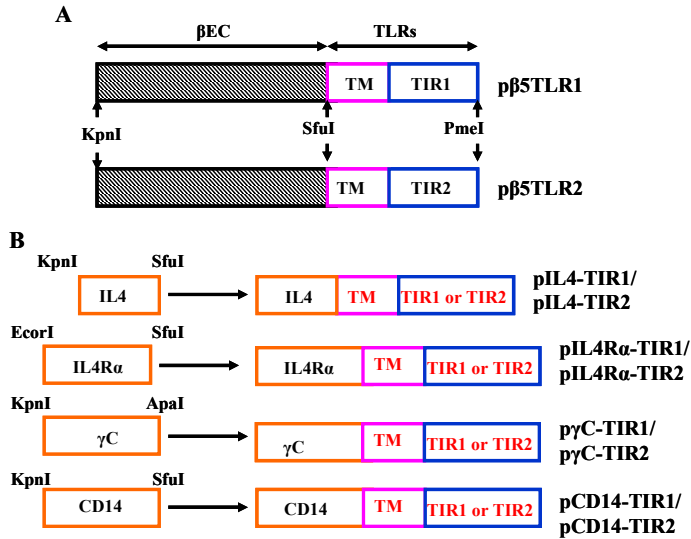 A
βEC
TLRs
TM
TIR1
pβ5TLR1
KpnI
SfuI
PmeI
TM
TIR2
pβ5TLR2
B
KpnI
SfuI
IL4
IL4
TM
TIR1 or TIR2
pIL4-TIR1/
pIL4-TIR2
EcorI
SfuI
IL4Rα
IL4Rα
TM
TIR1 or TIR2
pIL4Rα-TIR1/
pIL4Rα-TIR2
KpnI
ApaI
γC
γC
TM
TIR1 or TIR2
pγC-TIR1/
pγC-TIR2
KpnI
SfuI
CD14
CD14
TM
TIR1 or TIR2
pCD14-TIR1/
pCD14-TIR2